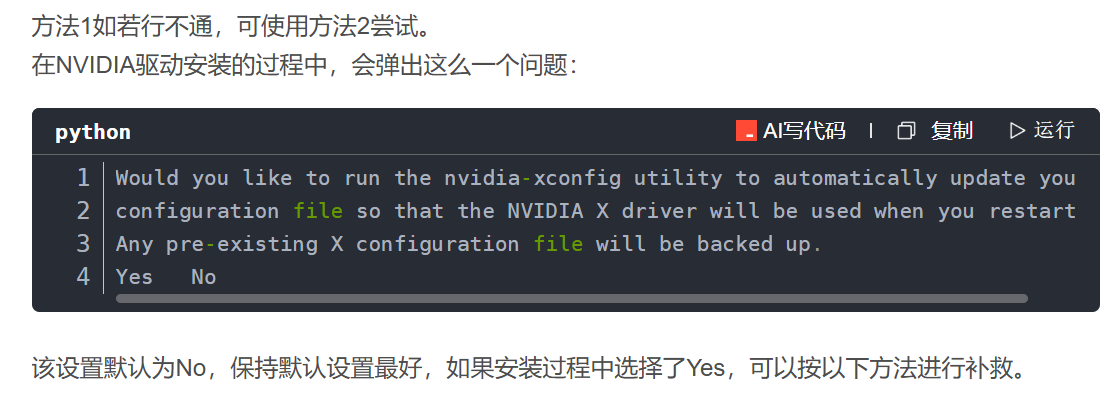 方法1如若行不通，可使用方法2尝试。
在NVIDIA驱动安装的过程中，会弹出这么一个问题：
python
AI写代码
复制
运行
1 Would you like to run the nvidia-xconfig utility to automatically update you
2 configuration file so that the NVIDIA X driver will be used when you restart
3 Any pre-existing X configuration file will be backed up.
4 Yes   No
该设置默认为No，保持默认设置最好，如果安装过程中选择了Yes，可以按以下方法进行补救。